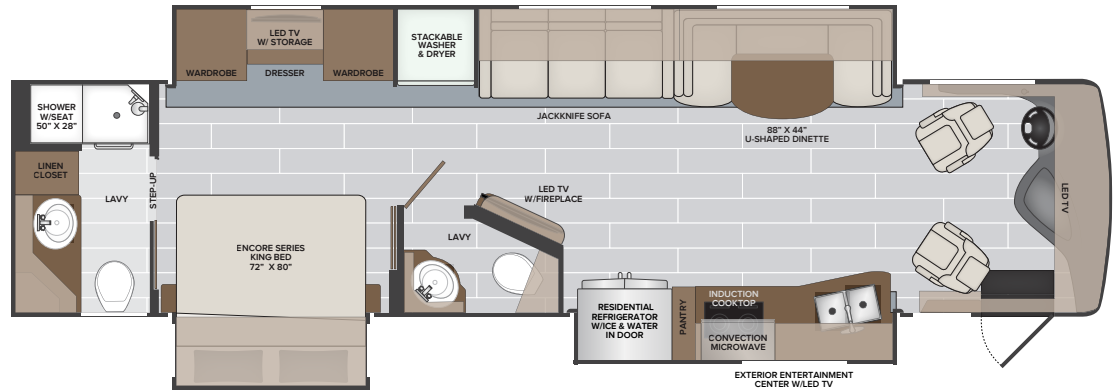 LED TV
W/ STORAGE
WARDROBE
DRESSER
WARDROBE
STACKABLE
WASHER
& DRYER
SHOWER
W/SEAT
50" X 28"
JACKKNIFE SOFA
88" X 44"
U-SHAPED DINETTE
LINEN
CLOSET
LAVY
STEP-UP
LED TV
W/FIREPLACE
LED TV
LAVY
ENCORE SERIES
KING BED
72" X 80"
RESIDENTIAL
REFRIGERATOR
W/ICE & WATER
IN DOOR
PANTRY
INDUCTION
COOKTOP
CONVECTION
MICROWAVE
EXTERIOR ENTERTAINMENT
CENTER W/LED TV